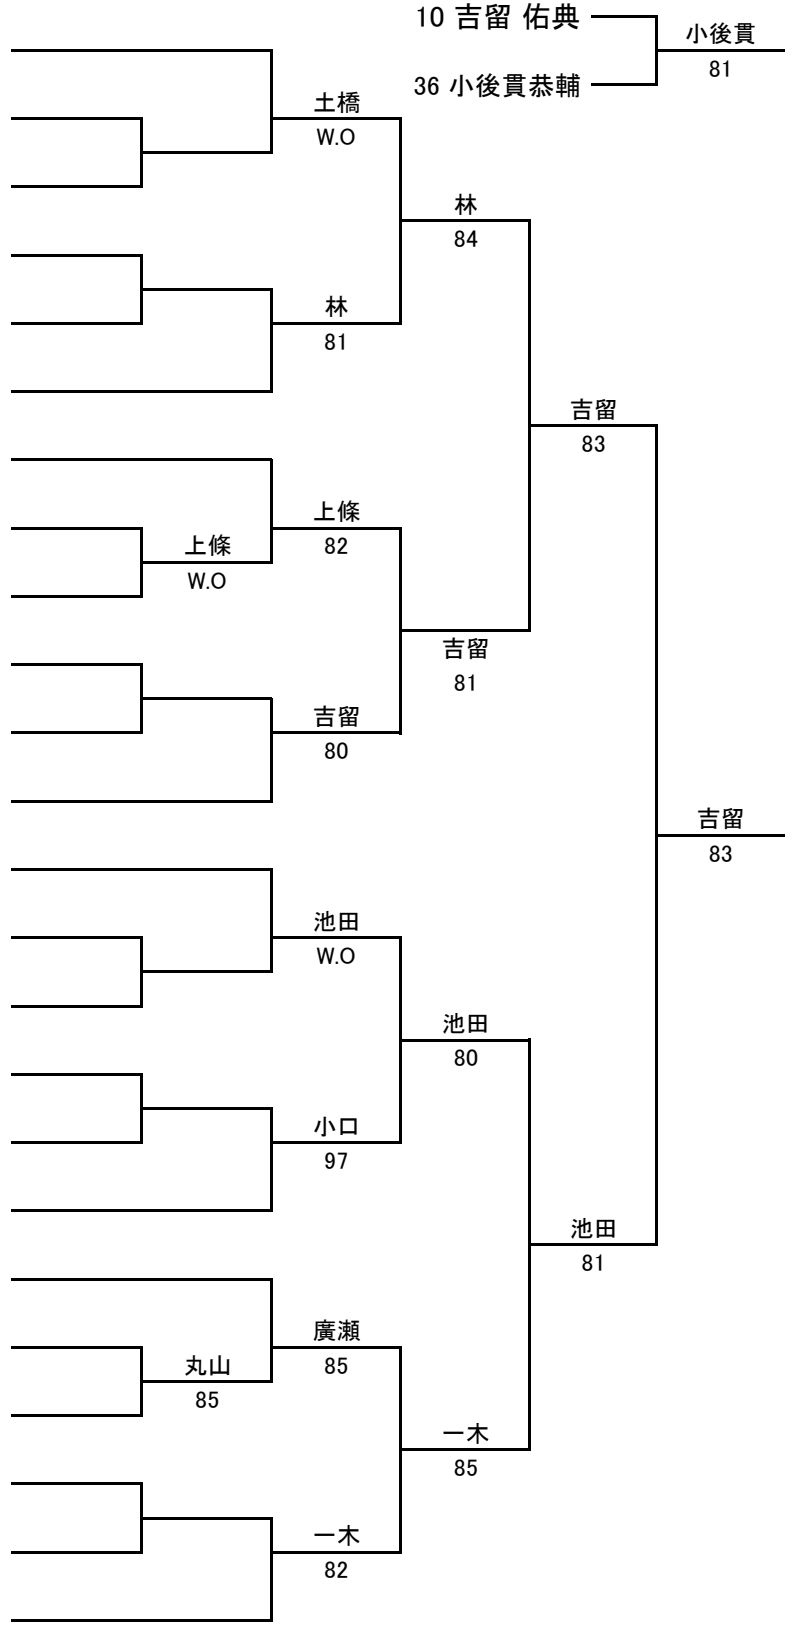 10 吉留 佑典
小後貫
81
36 小後貫恭輔
土橋
W.O
林
84
林
81
吉留
83
上條
82
上條
W.O
吉留
81
吉留
80
吉留
83
池田
W.O
池田
80
小口
97
池田
81
廣瀬
85
丸山
85
一木
85
一木
82